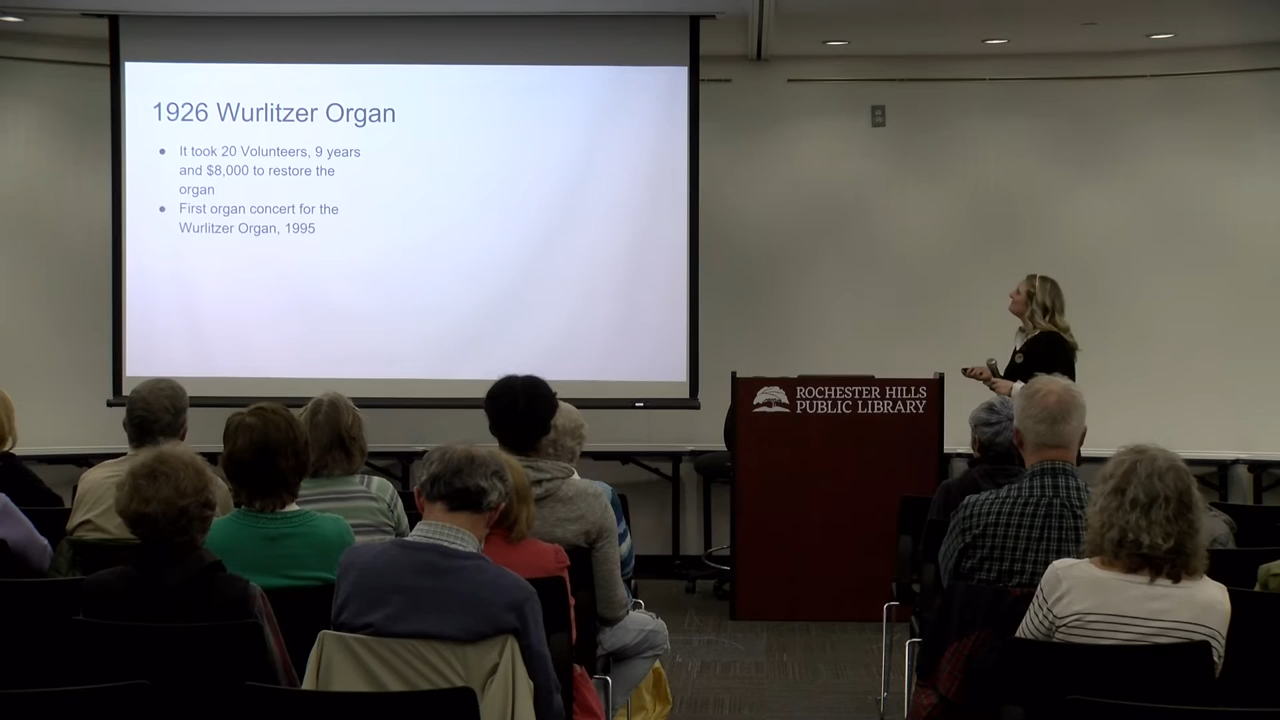 1926 Wurlitzer Organ
● It took 20 Volunteers, 9 years
and $8,000 to restore the
organ
● First organ concert for the
Wurlitzer Organ, 1995
ROCHESTER HILLS
PUBLIC LIBRARY